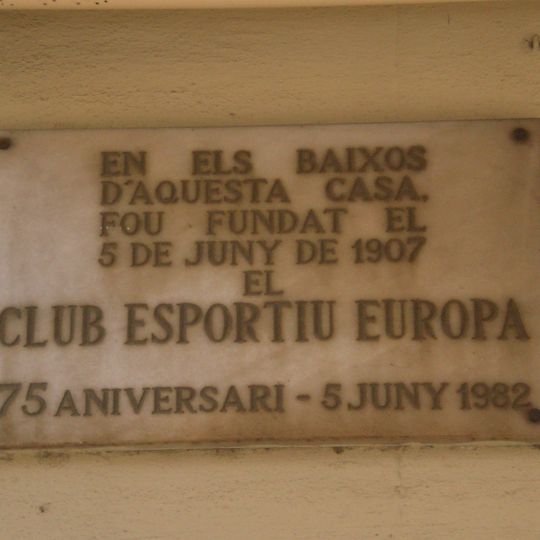 EN ELS BAIXOS
D'AQUESTA CASA,
FOU FUNDAT EL
5 DE JUNY DE 1907
EL
CLUB ESPORTIU EUROPA
75 ANIVERSARI - 5 JUNY 1982